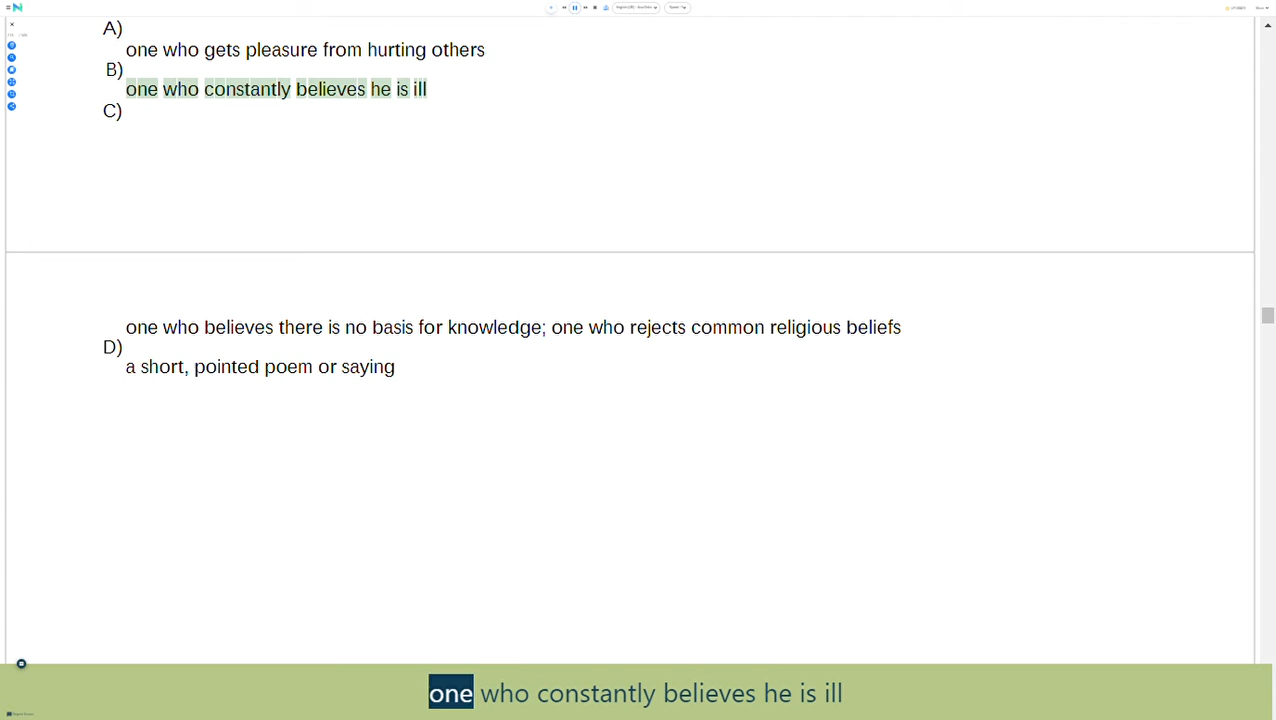 A)
one who gets pleasure from hurting others
B)
one who constantly believes he is ill
C)
one who believes there is no basis for knowledge; one who rejects common religious beliefs
D)
a short, pointed poem or saying
one who constantly believes he is ill